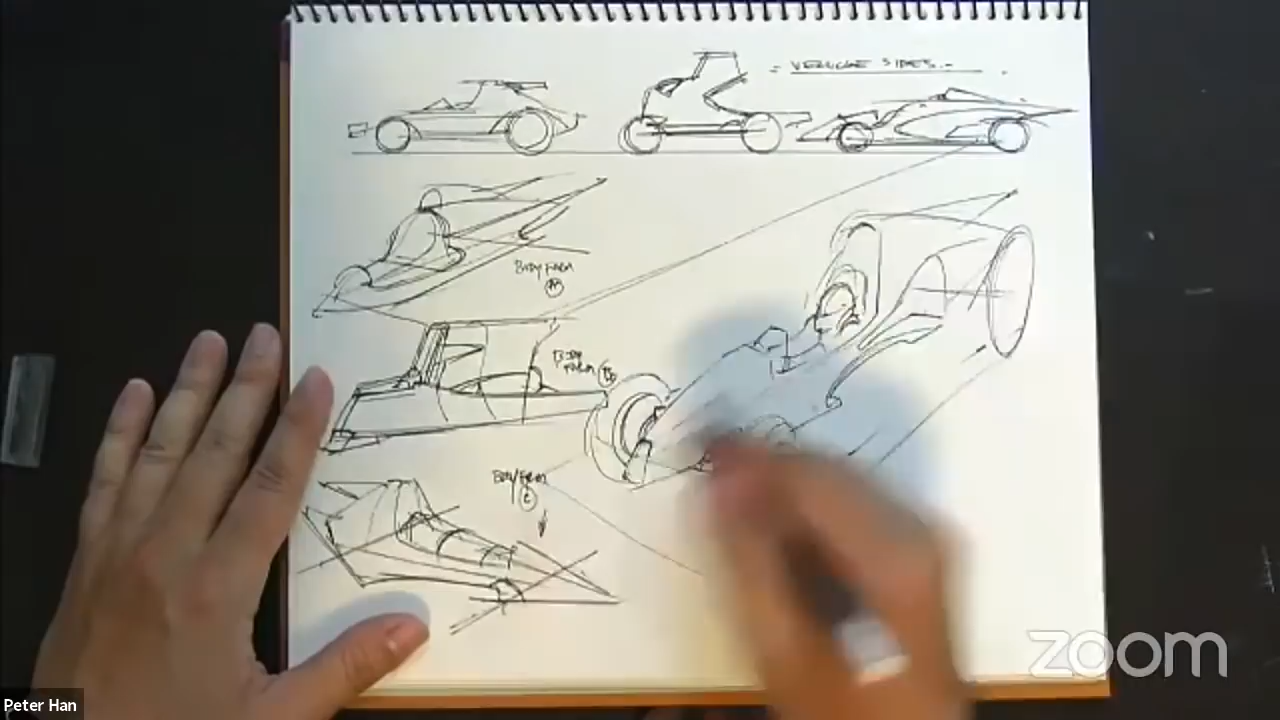 VEHICLE SIDES
BODY FORM
A
BODY
FORM B
BODY FORM
C
zoom
Peter Han